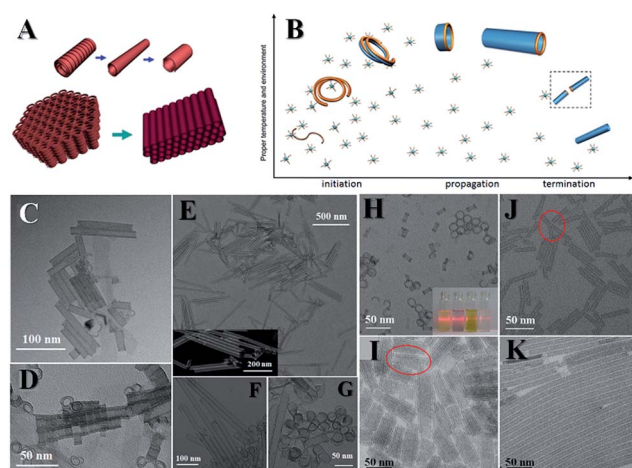 A
B
Proper temperature and environment
initiation
propagation
termination
C
100 nm
D
50 nm
E
500 nm
200 nm
F
100 nm
G
50 nm
H
50 nm
I
50 nm
J
50 nm
K
50 nm